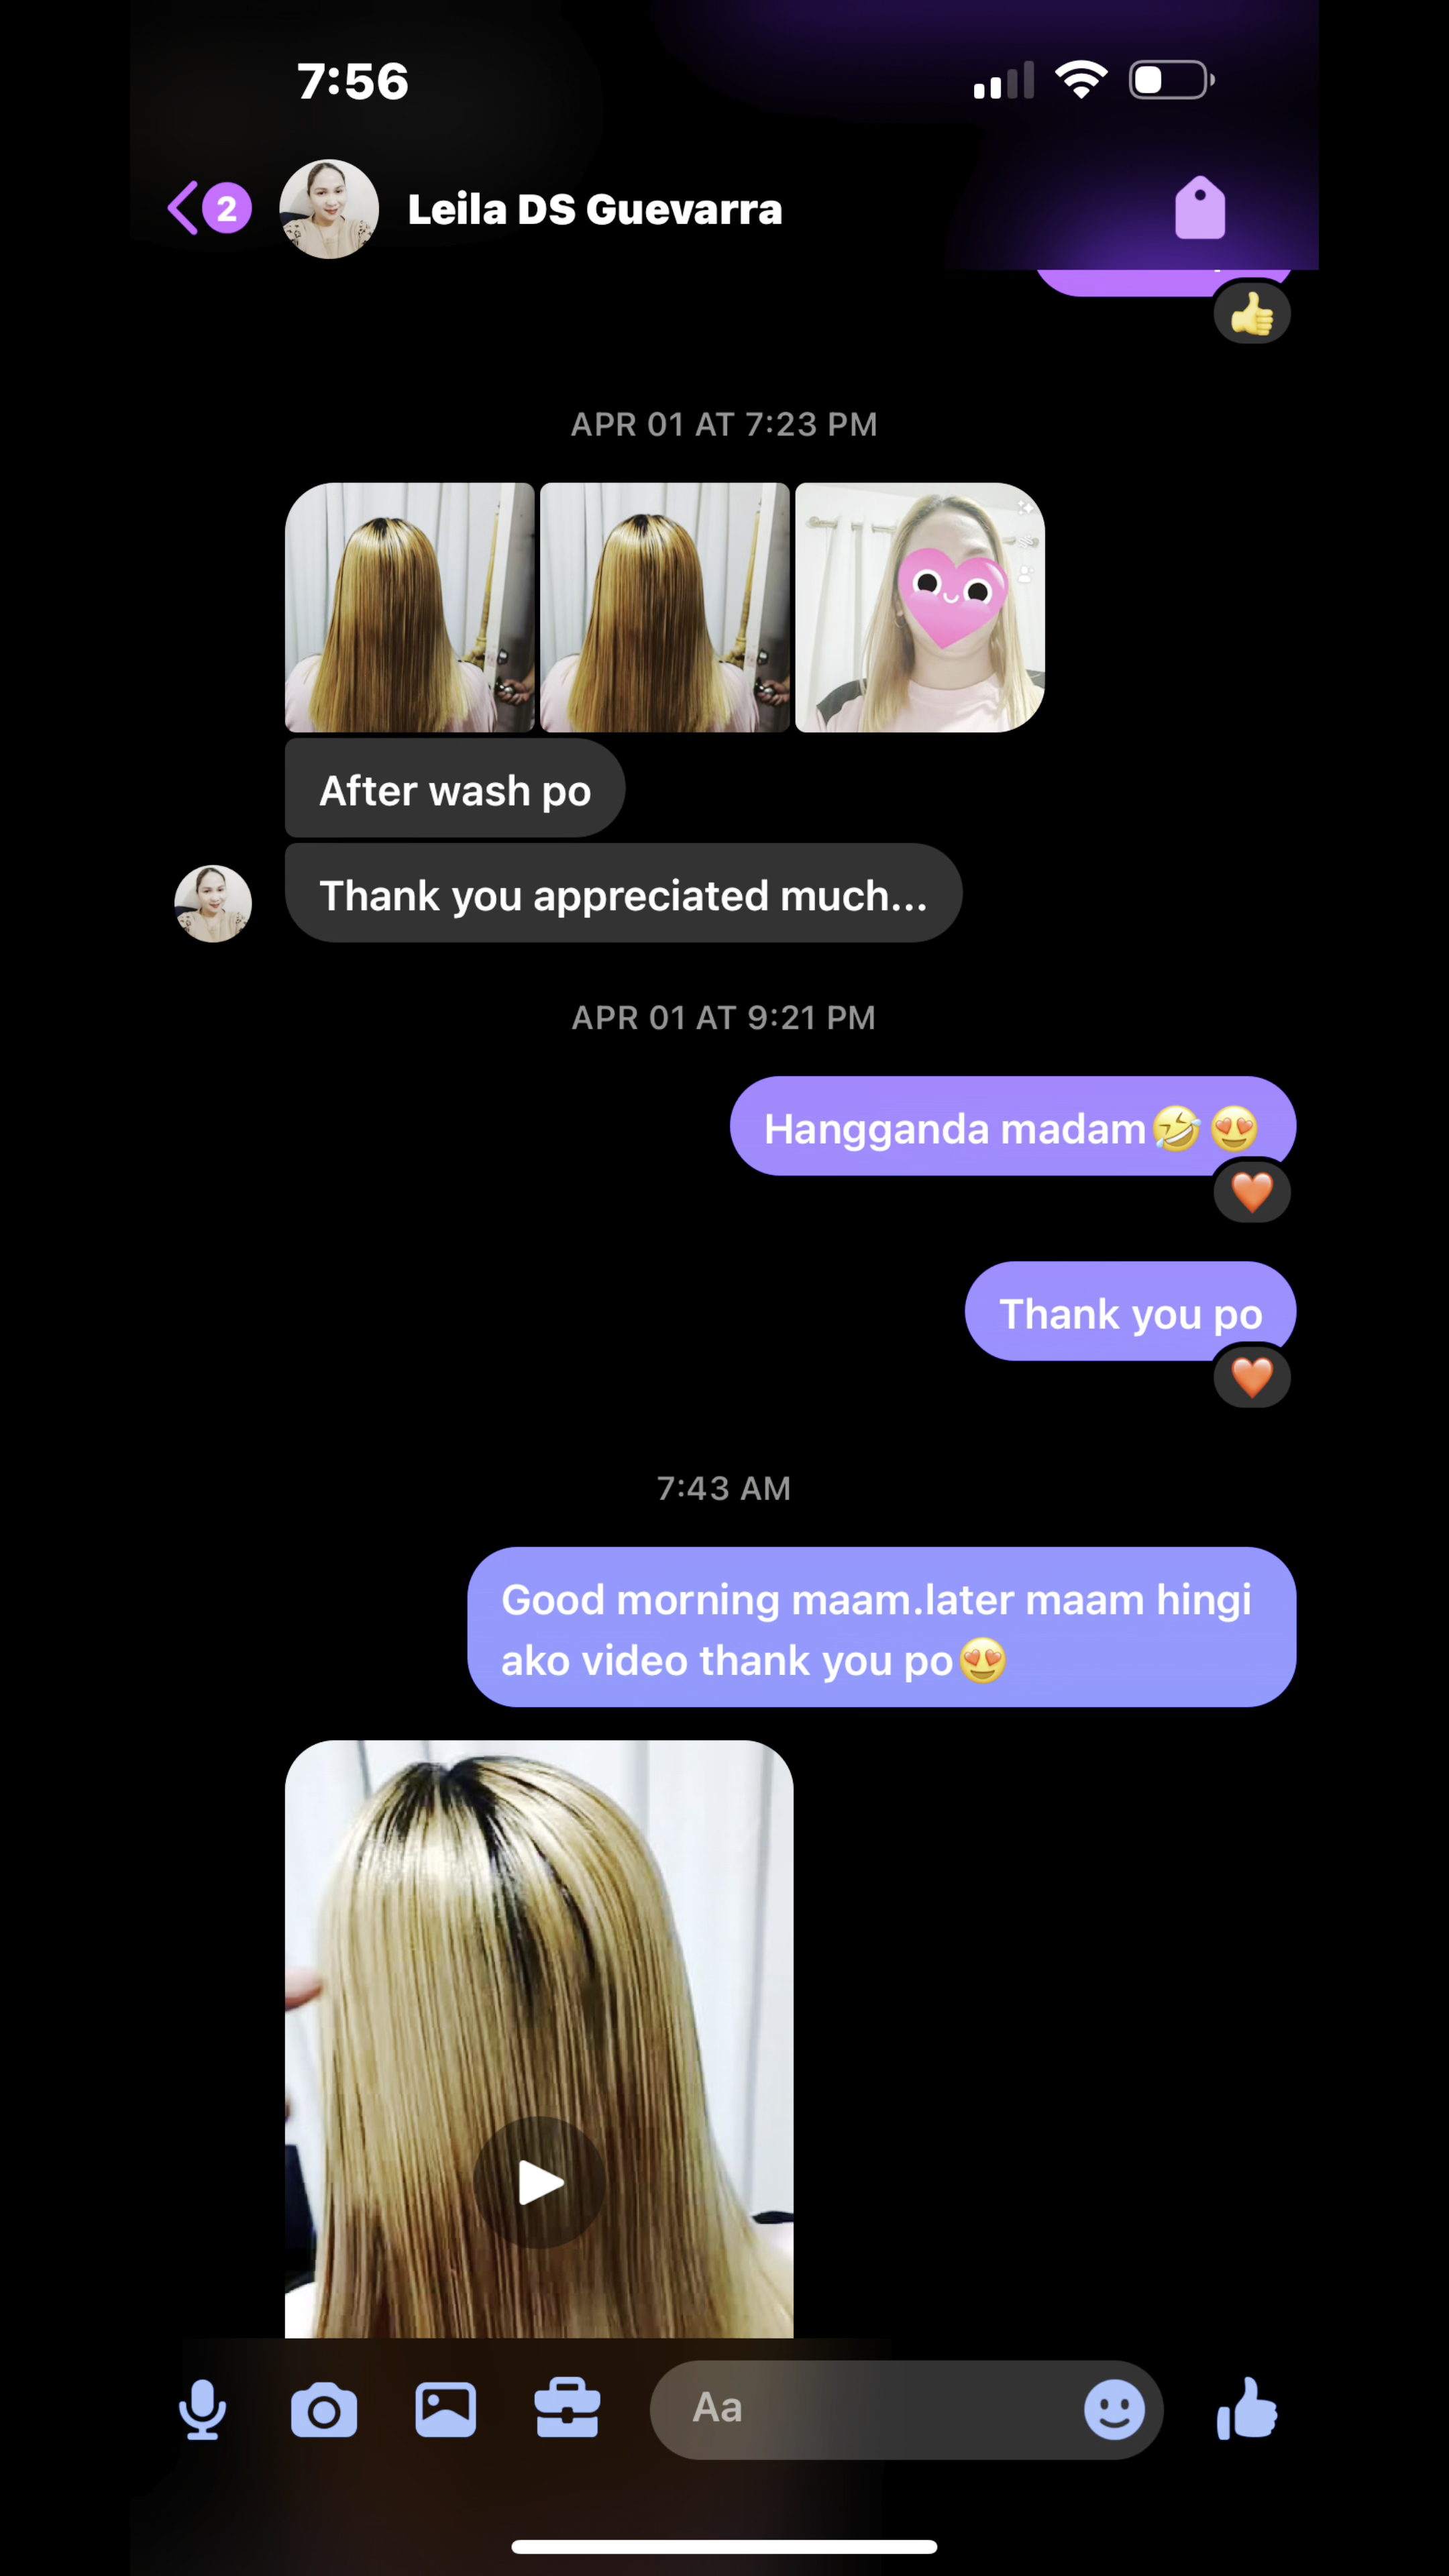 7:56
2
Leila DS Guevarra
APR 01 AT 7:23 PM
After wash po
Thank you appreciated much...
APR 01 AT 9:21 PM
Hangganda madam🤣😍
Thank you po
7:43 AM
Good morning maam.later maam hingi
ako video thank you po😍
Aa